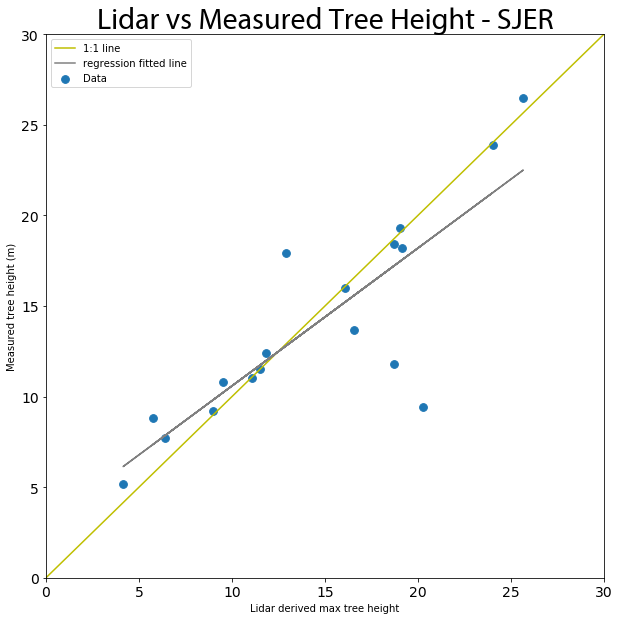 Lidar vs Measured Tree Height - SJER
1:1 line
regression fitted line
Data
Measured tree height (m)
30
25
20
15
10
5
0
0 5 10 15 20 25 30
Lidar derived max tree height